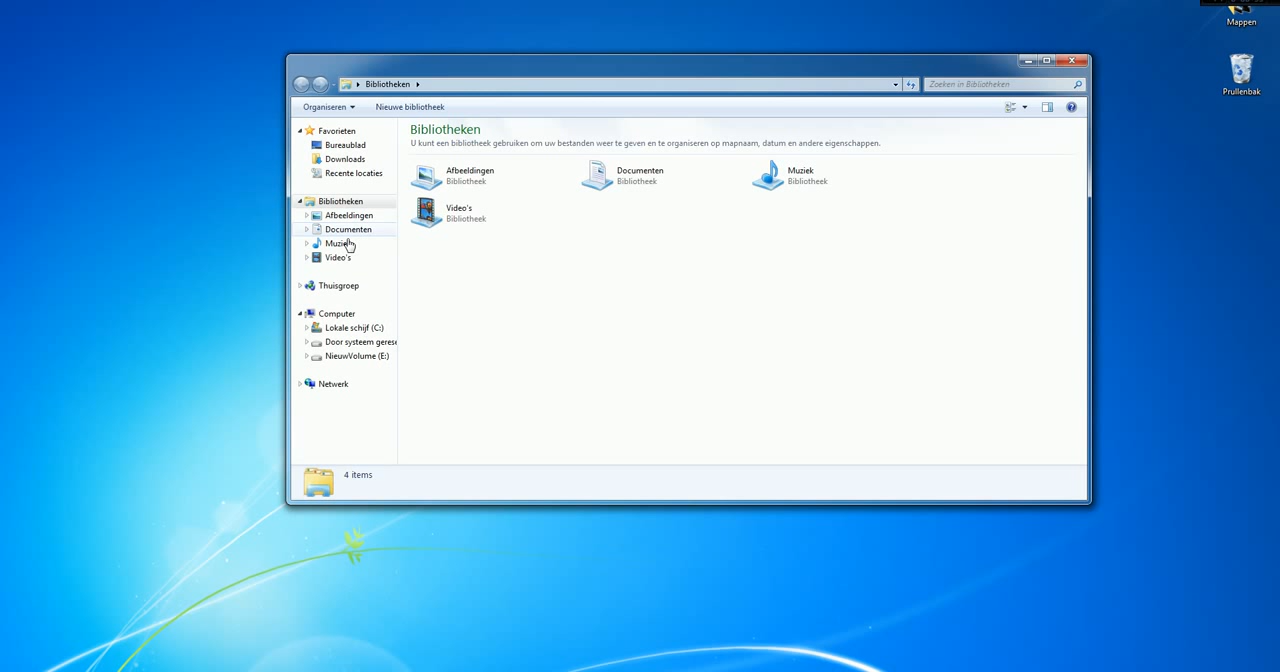 Mappen
Prullenbak
Bibliotheken
Zoeken in Bibliotheken
Organiseren
Nieuwe bibliotheek
Favorieten
Bureaublad
Downloads
Recente locaties
Bibliotheken
Afbeeldingen
Documenten
Muziek
Video's
Thuisgroep
Computer
Lokale schijf (C:)
Door systeem gerese
NieuwVolume (E:)
Netwerk
Bibliotheken
U kunt een bibliotheek gebruiken om uw bestanden weer te geven en te organiseren op mapnaam, datum en andere eigenschappen.
Afbeeldingen
Bibliotheek
Documenten
Bibliotheek
Muziek
Bibliotheek
Video's
Bibliotheek
4 items